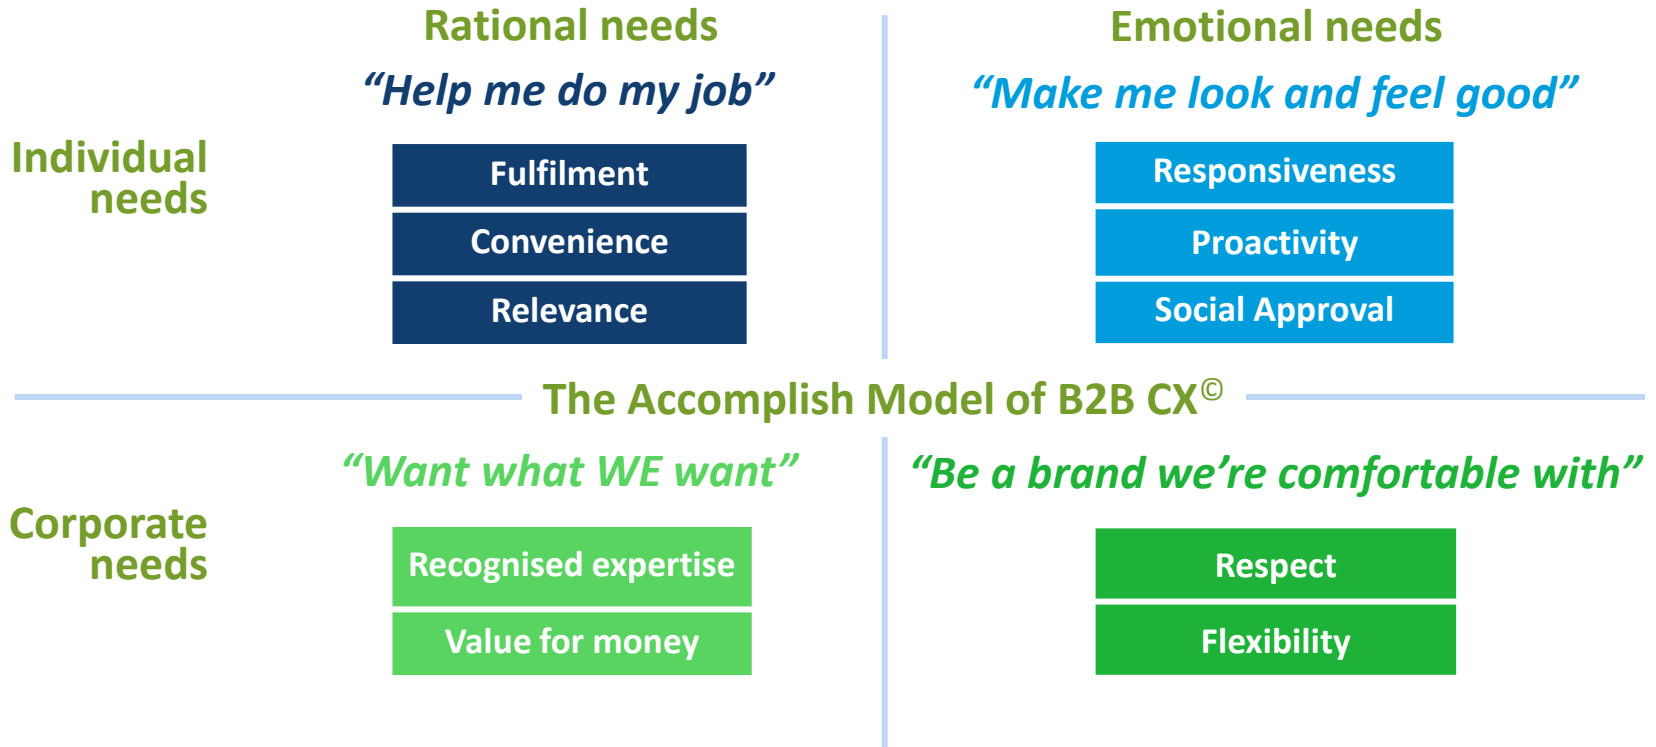 Rational needs
Emotional needs
“Help me do my job”
“Make me look and feel good”
Individual
needs
Fulfilment
Convenience
Relevance
Responsiveness
Proactivity
Social Approval
The Accomplish Model of B2B CX©
“Want what WE want”
“Be a brand we’re comfortable with”
Corporate
needs
Recognised expertise
Value for money
Respect
Flexibility